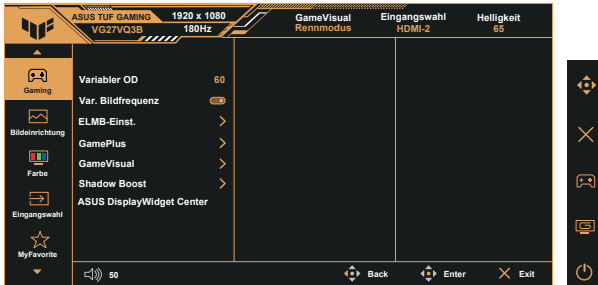 ASUS TUF GAMING 1920 x 1080
VG27VQ3B 180Hz
GameVisual
Rennmodus
Eingangswahl
HDMI-2
Helligkeit
65
Gaming
Bildeinrichtung
Farbe
Eingangswahl
MyFavorite
Variabler OD 60
Var. Bildfrequenz
ELMB-Einst.
GamePlus
GameVisual
Shadow Boost
ASUS DisplayWidget Center
50
Back
Enter
Exit